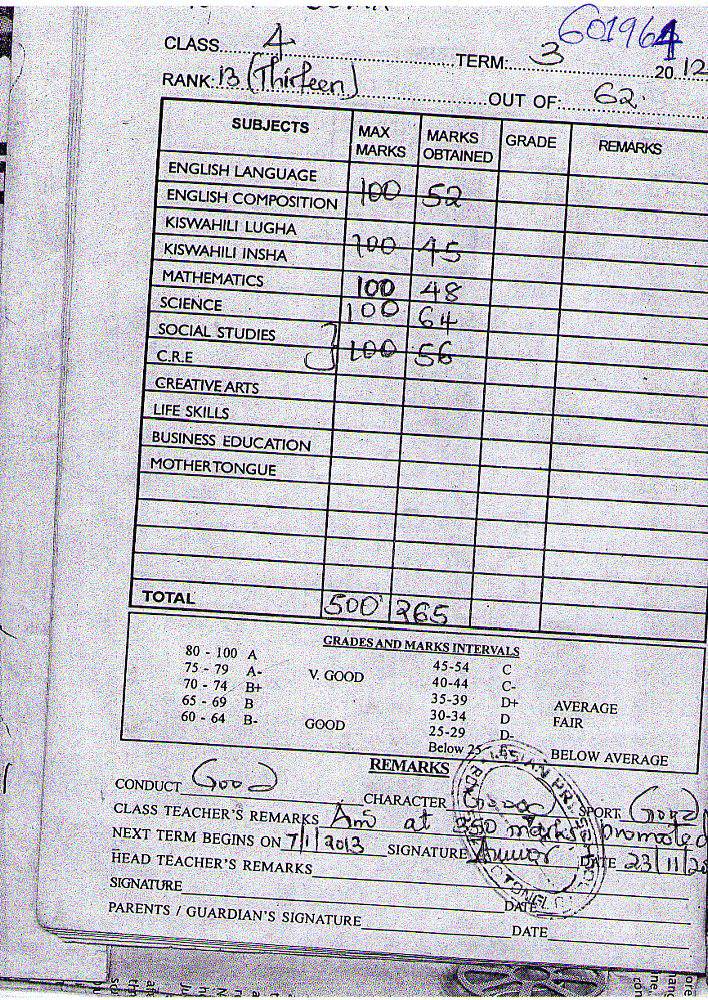 601964
CLASS 4 TERM: 3 2012
RANK 13 (Thirteen) OUT OF: 62
SUBJECTS MAX MARKS MARKS OBTAINED GRADE REMARKS
ENGLISH LANGUAGE
ENGLISH COMPOSITION 100 52
KISWAHILI LUGHA
KISWAHILI INSHA 100 45
MATHEMATICS 100 48
SCIENCE 100 64
SOCIAL STUDIES
C.R.E 100 56
CREATIVE ARTS
LIFE SKILLS
BUSINESS EDUCATION
MOTHER TONGUE
TOTAL 500 265
GRADES AND MARKS INTERVALS
80 - 100 A 45-54 C
75 - 79 A- V. GOOD 40-44 C-
70 - 74 B+ 35-39 D+ AVERAGE
65 - 69 B 30-34 D FAIR
60 - 64 B- GOOD 25-29 D-
Below 25 E BELOW AVERAGE
REMARKS
CONDUCT Good CHARACTER Good SPORT Good
CLASS TEACHER'S REMARKS Aim at 350 marks promoted
NEXT TERM BEGINS ON 7/1/2013 SIGNATURE DATE 23/11/20
HEAD TEACHER'S REMARKS
SIGNATURE DATE
PARENTS / GUARDIAN'S SIGNATURE DATE